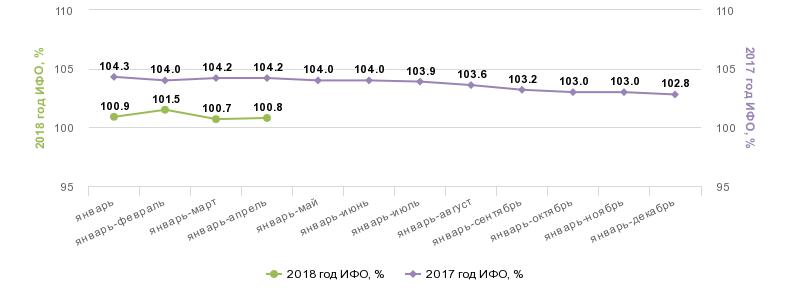 110
110
104.3 104.0 104.2 104.2 104.0 104.0 103.9 103.6 103.2 103.0 103.0 102.8
105
105
100.9 101.5 100.7 100.8
100
100
95
95
2018 год ИФО, %
2017 год ИФО, %
январь
январь-февраль
январь-март
январь-апрель
январь-май
январь-июнь
январь-июль
январь-август
январь-сентябрь
январь-октябрь
январь-ноябрь
январь-декабрь
2018 год ИФО, % 2017 год ИФО, %